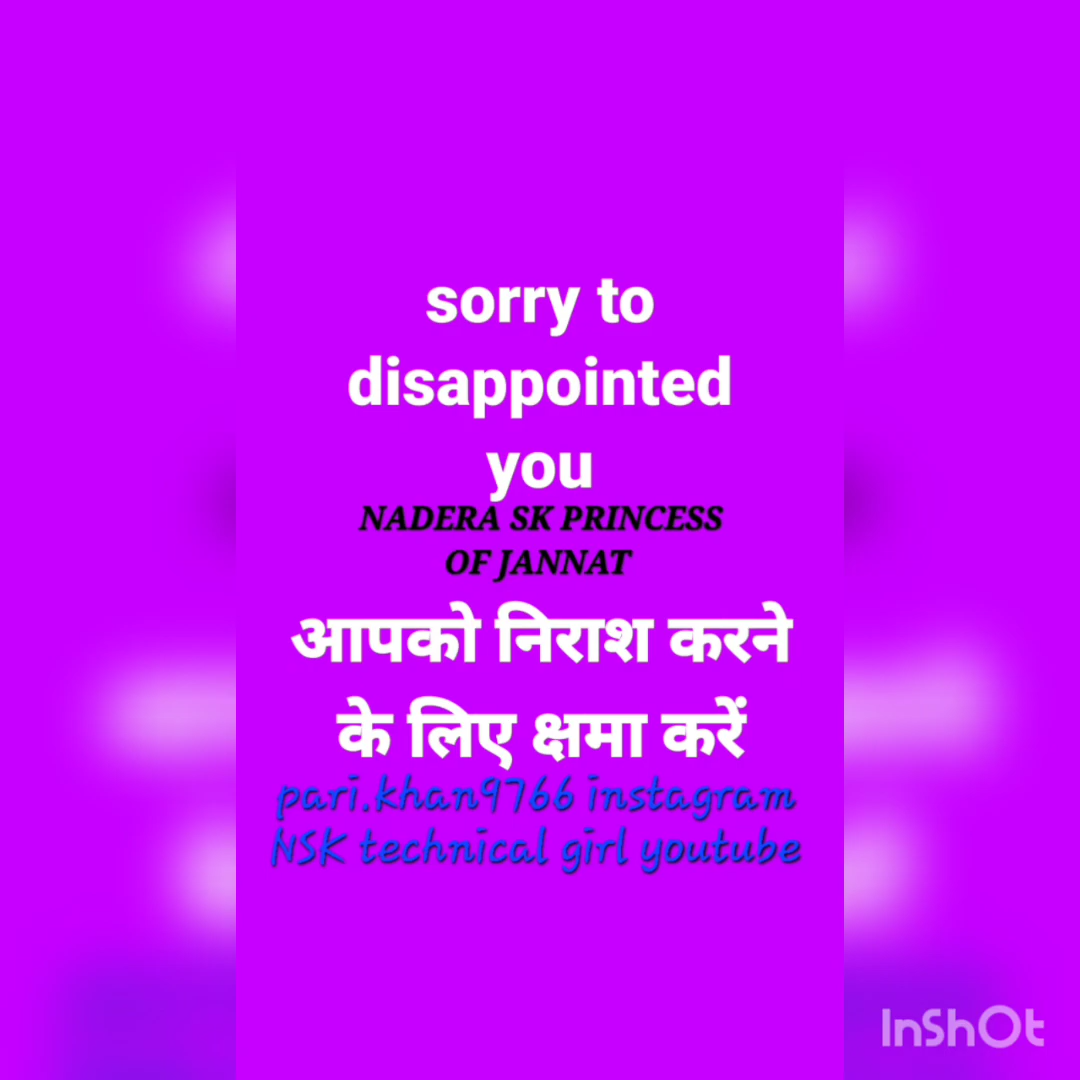 sorry to
disappointed
you
NADERA SK PRINCESS
OF JANNAT
आपको निराश करने
के लिए क्षमा करें
pari.khan9766 instagram
NSK technical girl youtube
InShOt